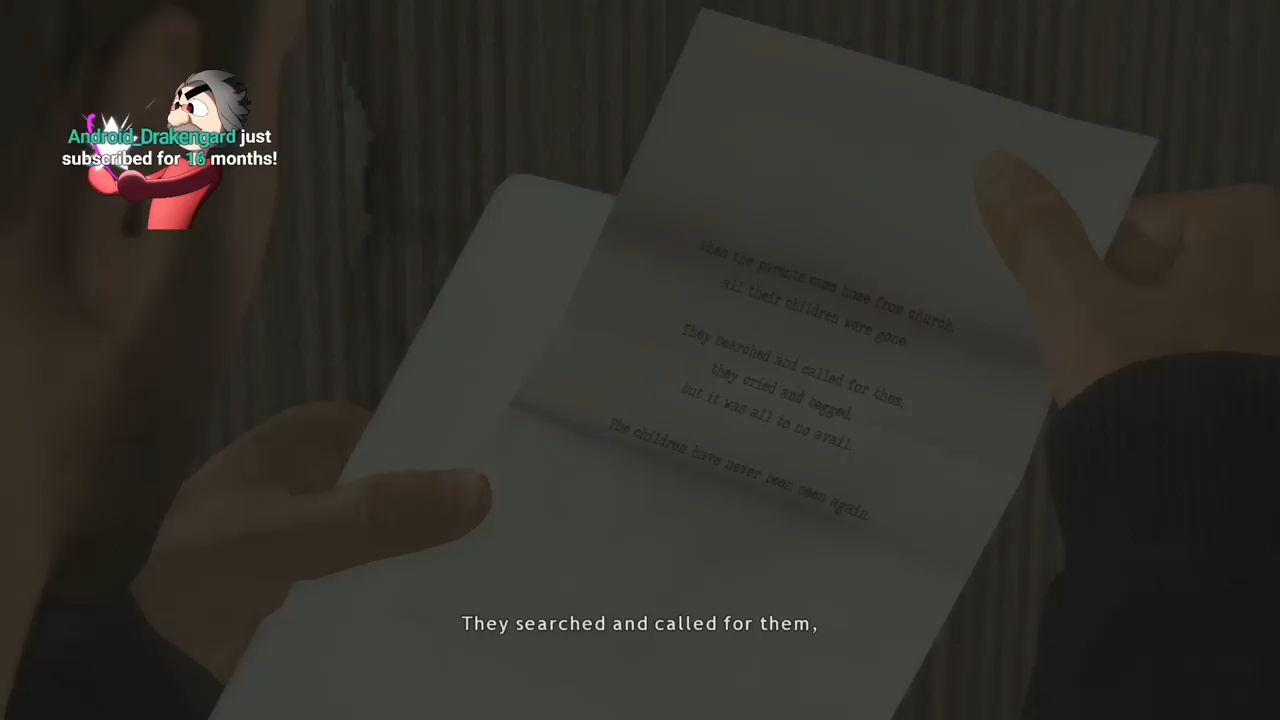 Android_Drakengard just
subscribed for 16 months!
When the parents came home from church,
all their children were gone.
They searched and called for them,
they cried and begged,
but it was all to no avail.
The children have never been seen again.
They searched and called for them,